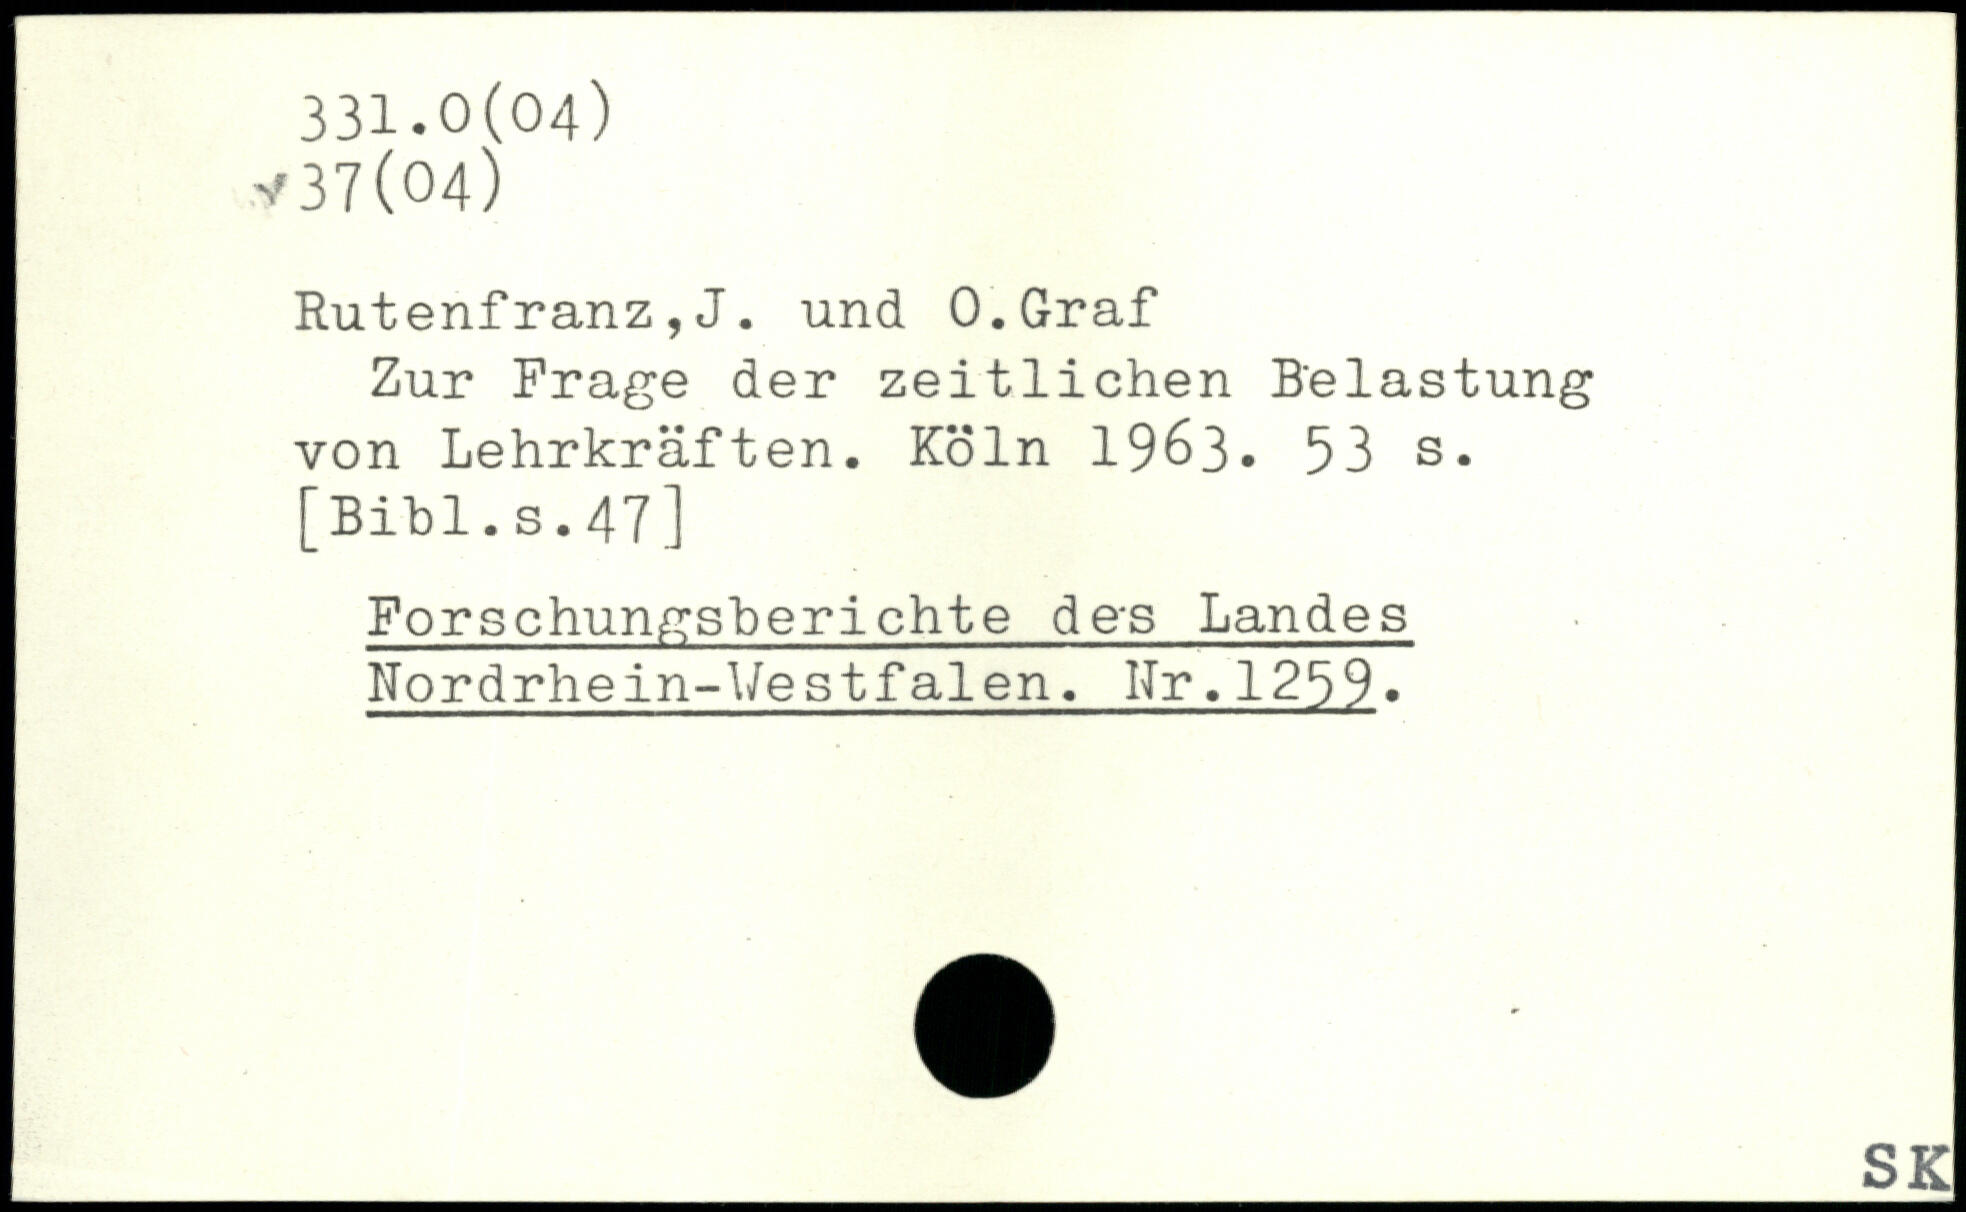 331.0(04)
37(04)
Rutenfranz,J. und O.Graf
Zur Frage der zeitlichen Belastung
von Lehrkräften. Köln 1963. 53 s.
[Bibl.s.47]
Forschungsberichte des Landes
Nordrhein-Westfalen. Nr.1259.
SK